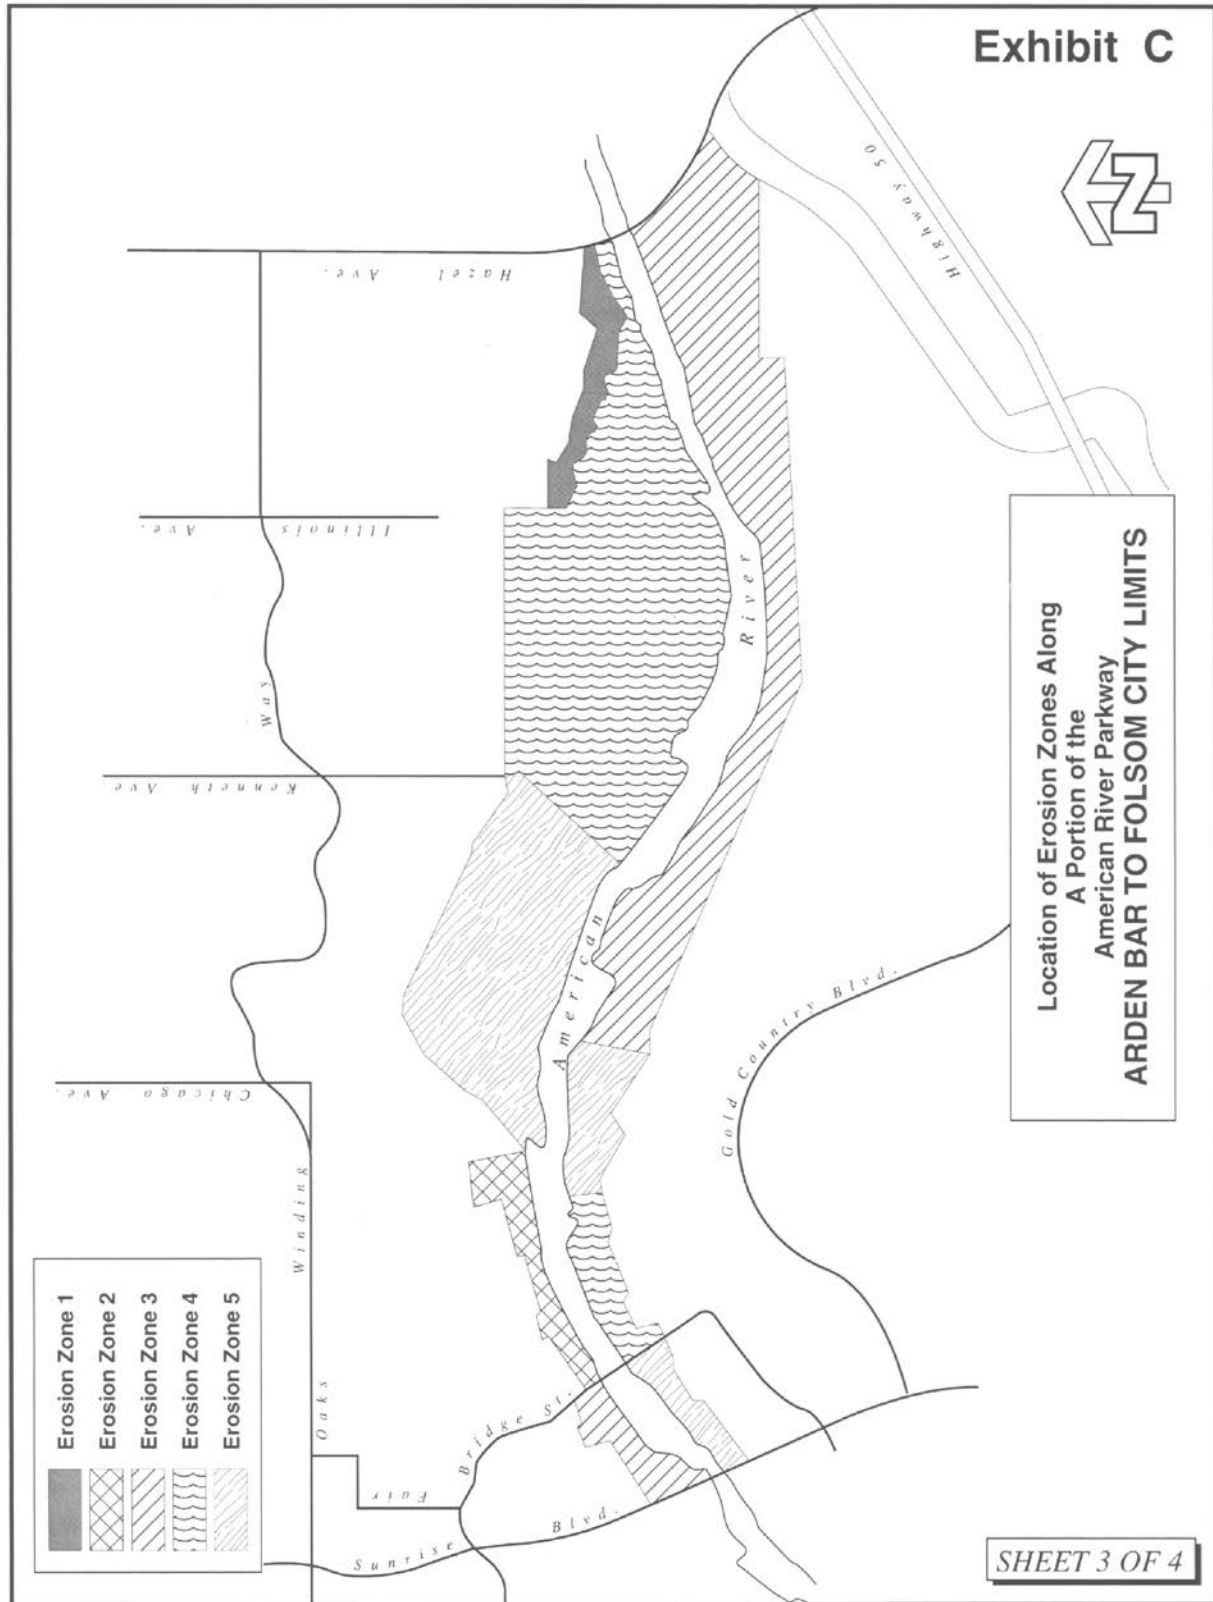 Exhibit C
N
Highway 50
Hazel Ave.
Illinois Ave.
Kenneth Ave.
Chicago Ave.
Winding Way
Fair Oaks
Bridge St.
Sunrise Blvd.
Gold Country Blvd.
American River
Erosion Zone 1
Erosion Zone 2
Erosion Zone 3
Erosion Zone 4
Erosion Zone 5
Location of Erosion Zones Along
A Portion of the
American River Parkway
ARDEN BAR TO FOLSOM CITY LIMITS
SHEET 3 OF 4